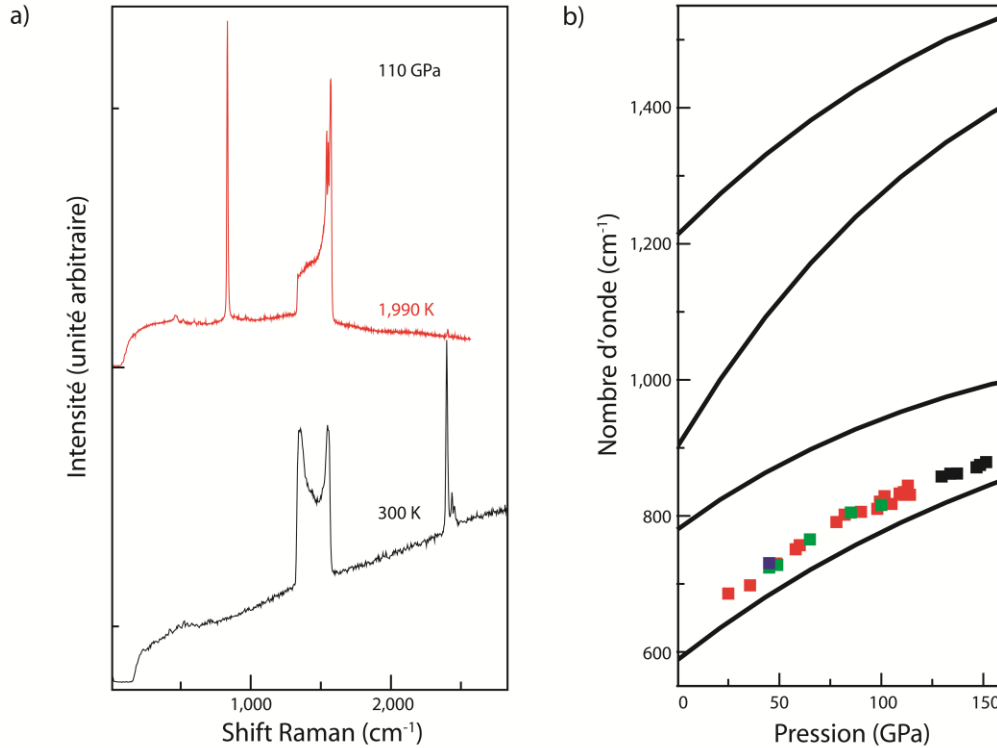 a)
110 GPa
1,990 K
300 K
Intensité (unité arbitraire)
1,000
2,000
Shift Raman (cm⁻¹)
b)
1,400
1,200
1,000
800
600
Nombre d'onde (cm⁻¹)
0
50
100
150
Pression (GPa)